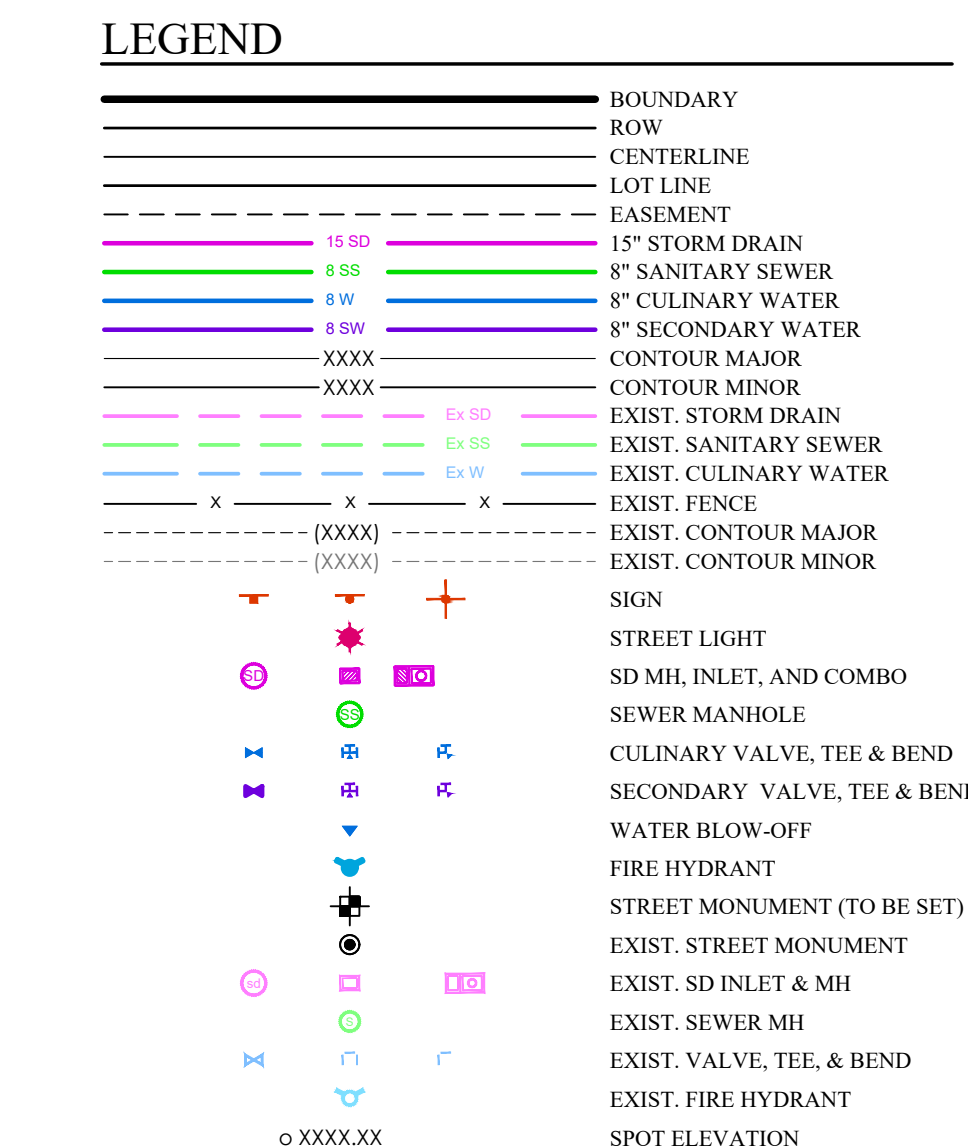 LEGEND
BOUNDARY
ROW
CENTERLINE
LOT LINE
EASEMENT
15 SD 15" STORM DRAIN
8 SS 8" SANITARY SEWER
8 W 8" CULINARY WATER
8 SW 8" SECONDARY WATER
XXXX CONTOUR MAJOR
XXXX CONTOUR MINOR
Ex SD EXIST. STORM DRAIN
Ex SS EXIST. SANITARY SEWER
Ex W EXIST. CULINARY WATER
X X X EXIST. FENCE
(XXXX) EXIST. CONTOUR MAJOR
(XXXX) EXIST. CONTOUR MINOR
SIGN
STREET LIGHT
SD SD MH, INLET, AND COMBO
SS SEWER MANHOLE
CULINARY VALVE, TEE & BEND
SECONDARY VALVE, TEE & BEN
WATER BLOW-OFF
FIRE HYDRANT
STREET MONUMENT (TO BE SET)
EXIST. STREET MONUMENT
sd EXIST. SD INLET & MH
S EXIST. SEWER MH
EXIST. VALVE, TEE, & BEND
EXIST. FIRE HYDRANT
o XXXX.XX SPOT ELEVATION